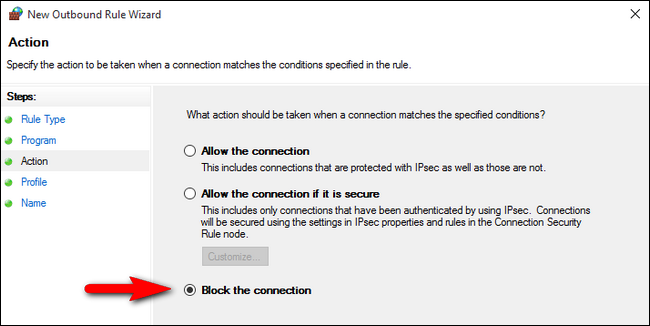 New Outbound Rule Wizard
Action
Specify the action to be taken when a connection matches the conditions specified in the rule.
Steps:
Rule Type
Program
Action
Profile
Name
What action should be taken when a connection matches the specified conditions?
Allow the connection
This includes connections that are protected with IPsec as well as those are not.
Allow the connection if it is secure
This includes only connections that have been authenticated by using IPsec. Connections
will be secured using the settings in IPsec properties and rules in the Connection Security
Rule node.
Customize...
Block the connection